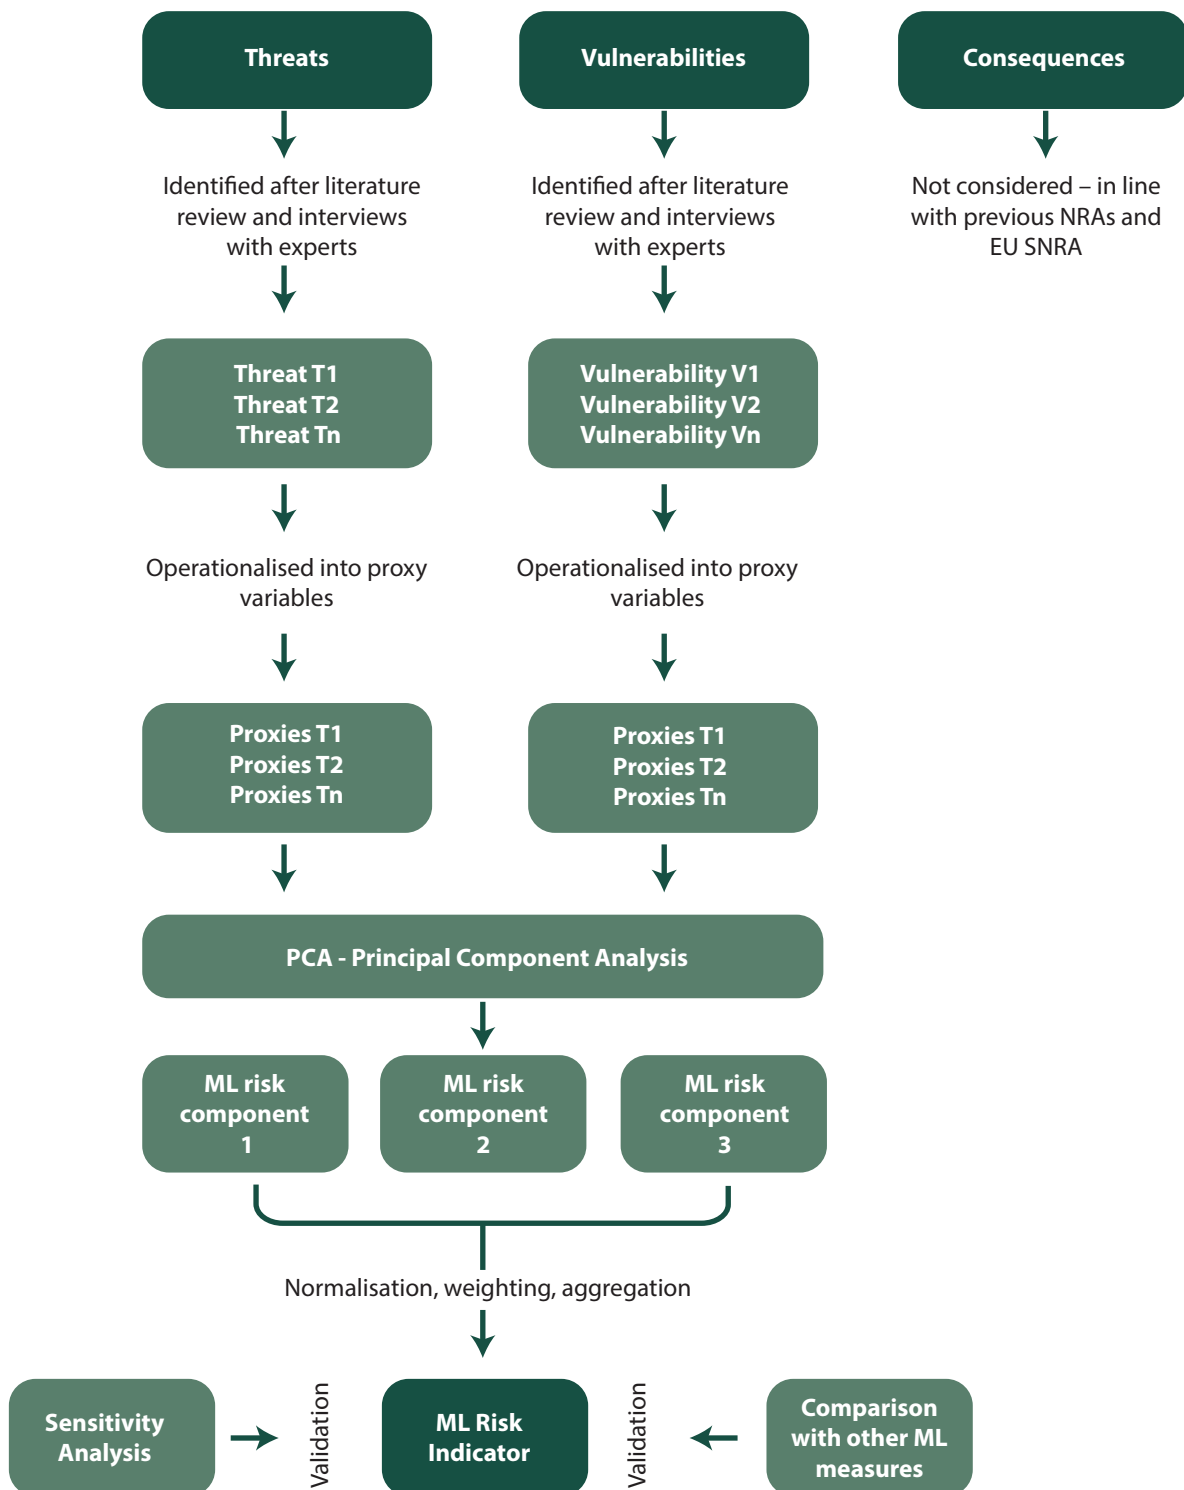 Threats
Vulnerabilities
Consequences
Identified after literature
review and interviews
with experts
Identified after literature
review and interviews
with experts
Not considered – in line
with previous NRAs and
EU SNRA
Threat T1
Threat T2
Threat Tn
Vulnerability V1
Vulnerability V2
Vulnerability Vn
Operationalised into proxy
variables
Operationalised into proxy
variables
Proxies T1
Proxies T2
Proxies Tn
Proxies T1
Proxies T2
Proxies Tn
PCA - Principal Component Analysis
ML risk
component
1
ML risk
component
2
ML risk
component
3
Normalisation, weighting, aggregation
Sensitivity
Analysis
Validation
ML Risk
Indicator
Validation
Comparison
with other ML
measures